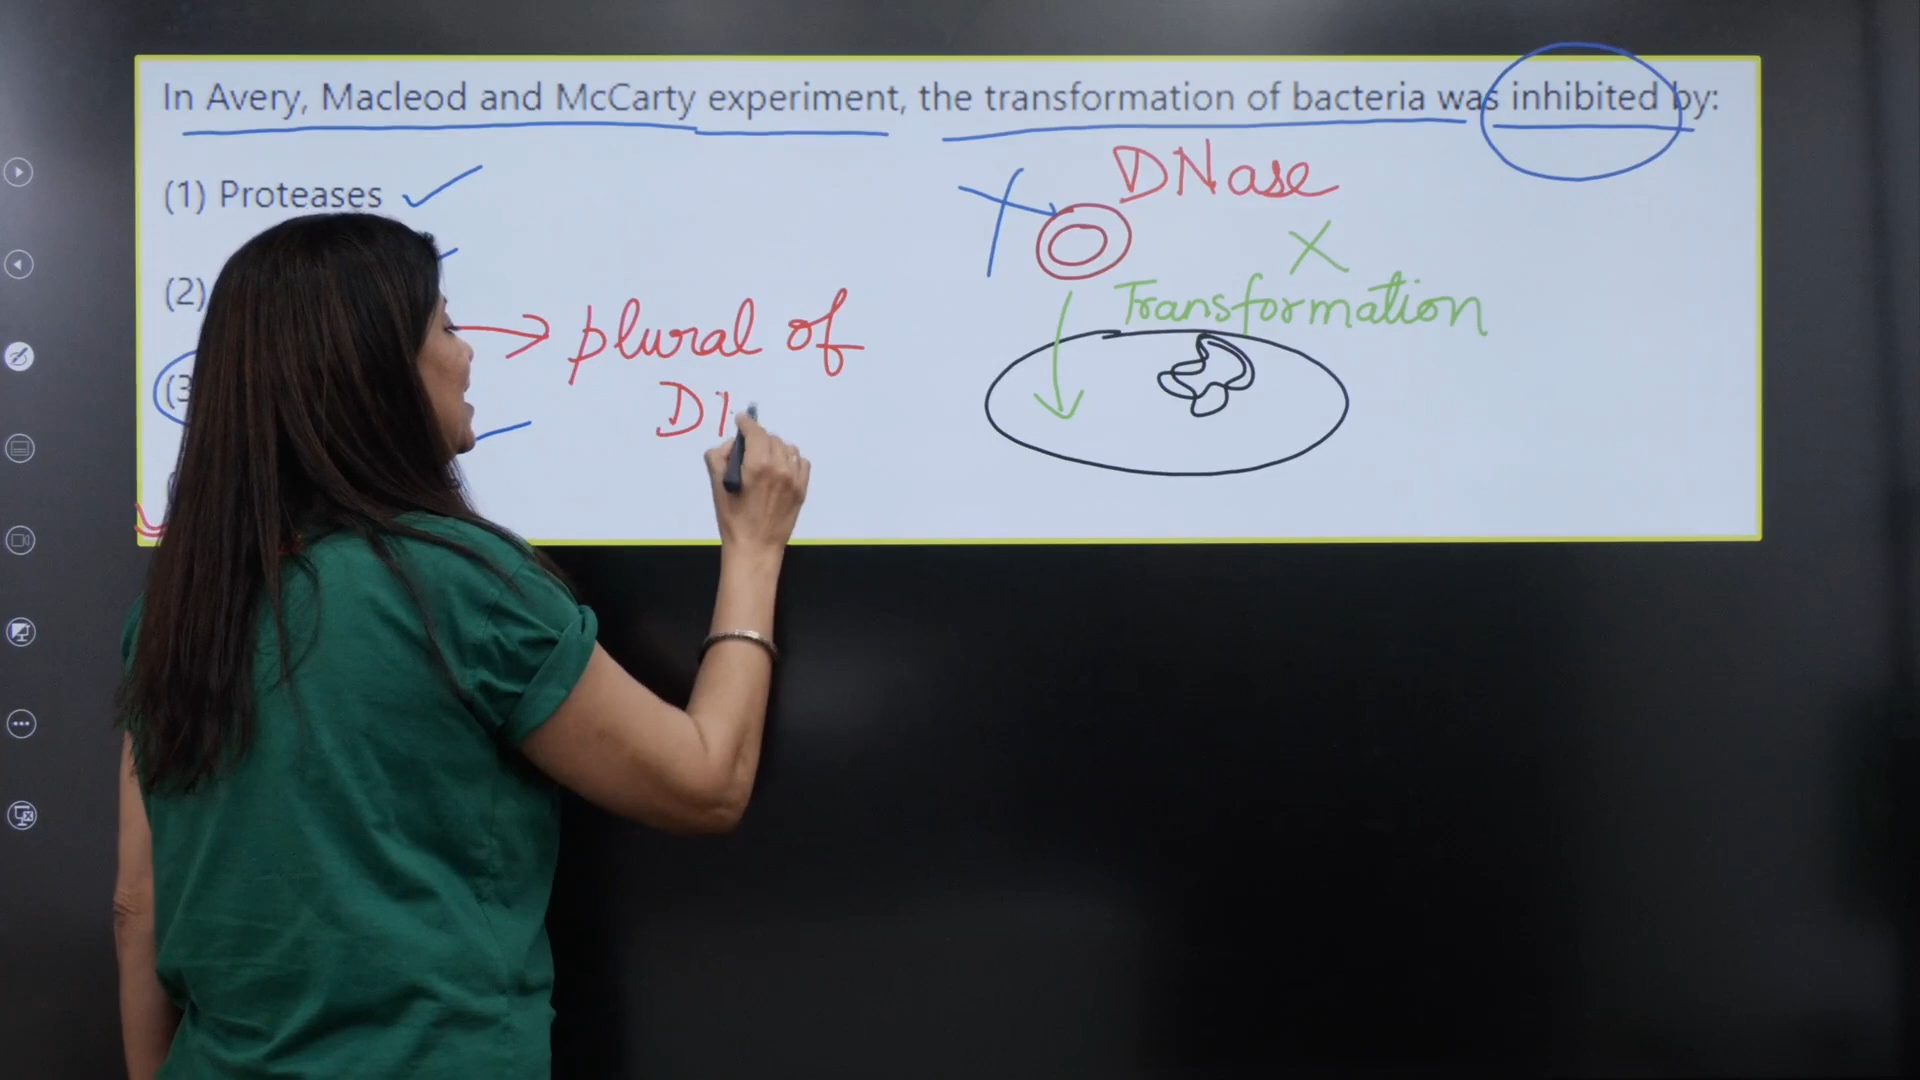 In Avery, Macleod and McCarty experiment, the transformation of bacteria was inhibited by:
DNase
(1) Proteases
(2)
Transformation
plural of
(3